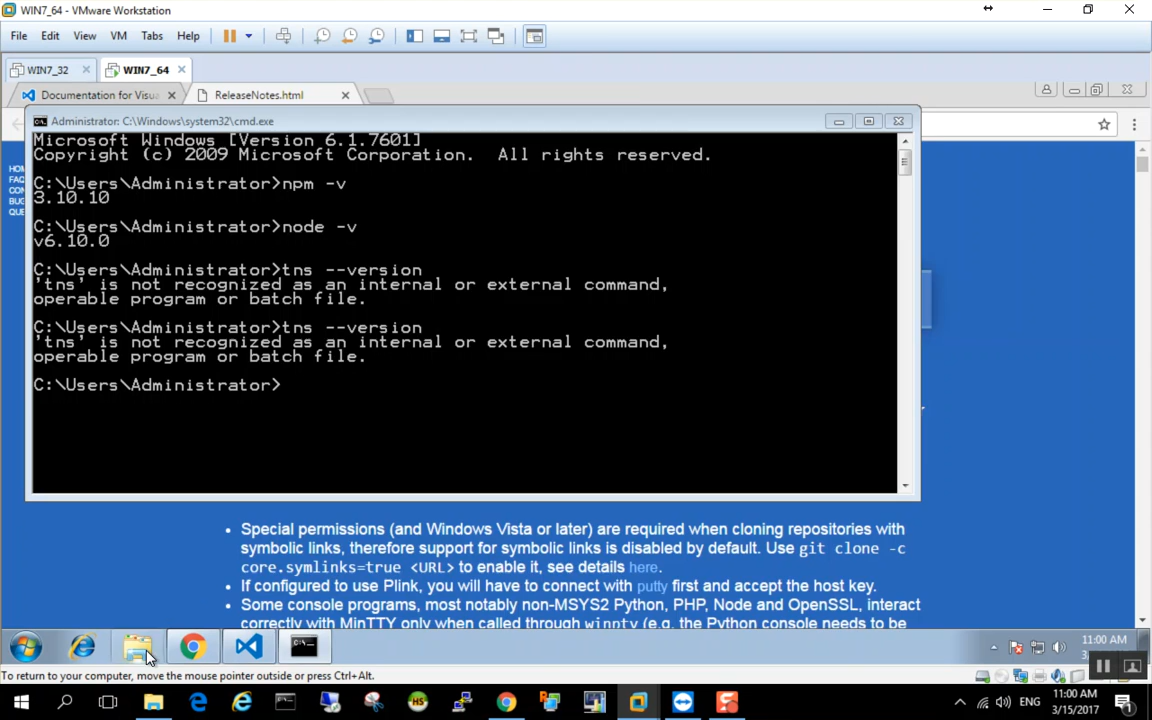 WIN7_64 - VMware Workstation
File Edit View VM Tabs Help
WIN7_32 WIN7_64
Documentation for Visua ReleaseNotes.html
Administrator: C:\Windows\system32\cmd.exe
Microsoft Windows [Version 6.1.7601]
Copyright (c) 2009 Microsoft Corporation. All rights reserved.
C:\Users\Administrator>npm -v
3.10.10
C:\Users\Administrator>node -v
v6.10.0
C:\Users\Administrator>tns --version
'tns' is not recognized as an internal or external command,
operable program or batch file.
C:\Users\Administrator>tns --version
'tns' is not recognized as an internal or external command,
operable program or batch file.
C:\Users\Administrator>
HOM
FAQ
CON
BUG
QUE
• Special permissions (and Windows Vista or later) are required when cloning repositories with
symbolic links, therefore support for symbolic links is disabled by default. Use git clone -c
core.symlinks=true <URL> to enable it, see details here.
• If configured to use Plink, you will have to connect with putty first and accept the host key.
• Some console programs, most notably non-MSYS2 Python, PHP, Node and OpenSSL, interact
correctly with MinTTY only when called through winpty (e.g. the Python console needs to be
11:00 AM
To return to your computer, move the mouse pointer outside or press Ctrl+Alt.
ENG 11:00 AM
3/15/2017